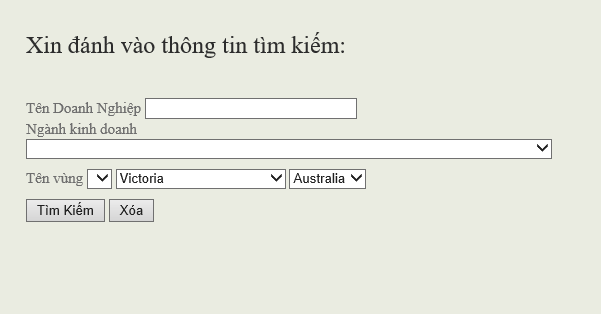 Xin đánh vào thông tin tìm kiếm:
Tên Doanh Nghiệp
Ngành kinh doanh
Tên vùng Victoria Australia
Tìm Kiếm Xóa